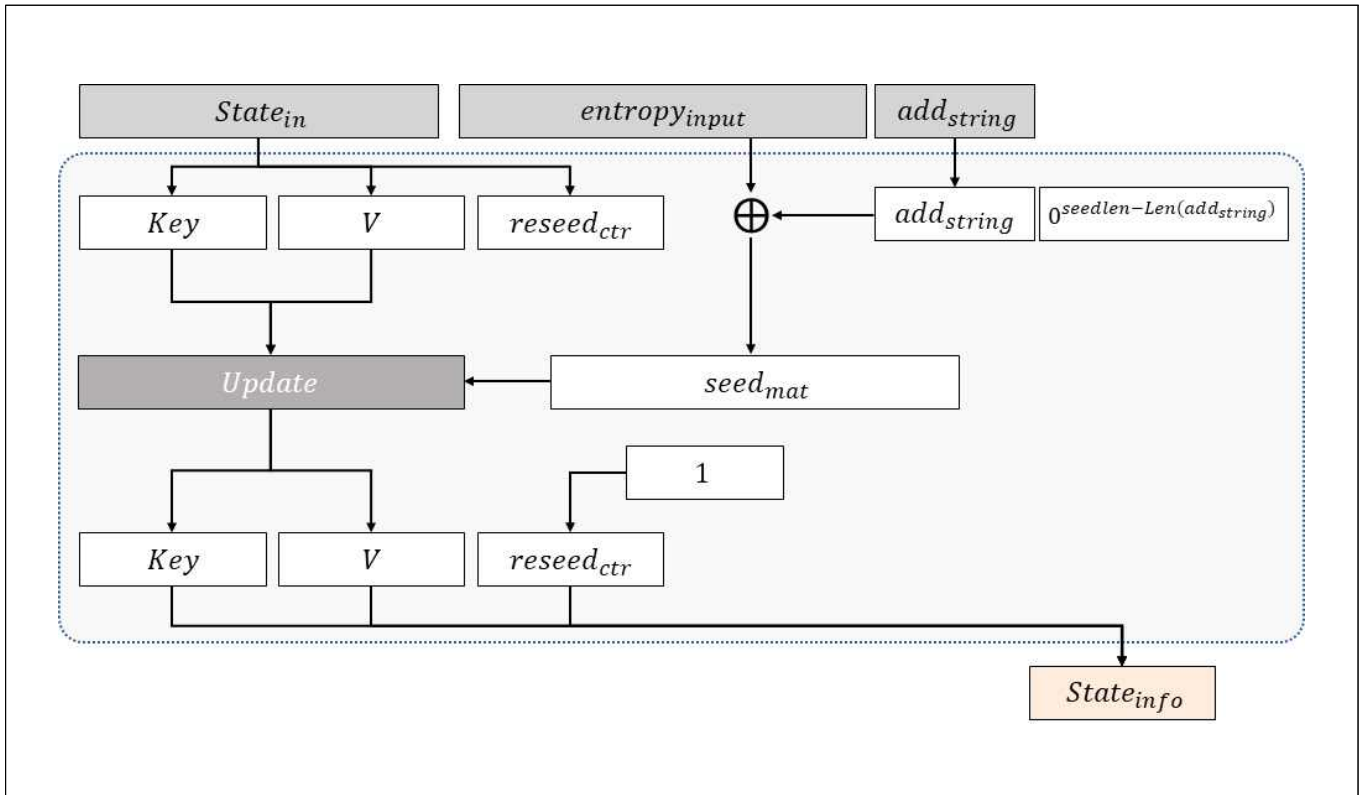 State_in
entropy_input
add_string
Key
V
reseed_ctr
add_string
0^{seedlen−Len(add_string)}
Update
seed_mat
1
Key
V
reseed_ctr
State_info